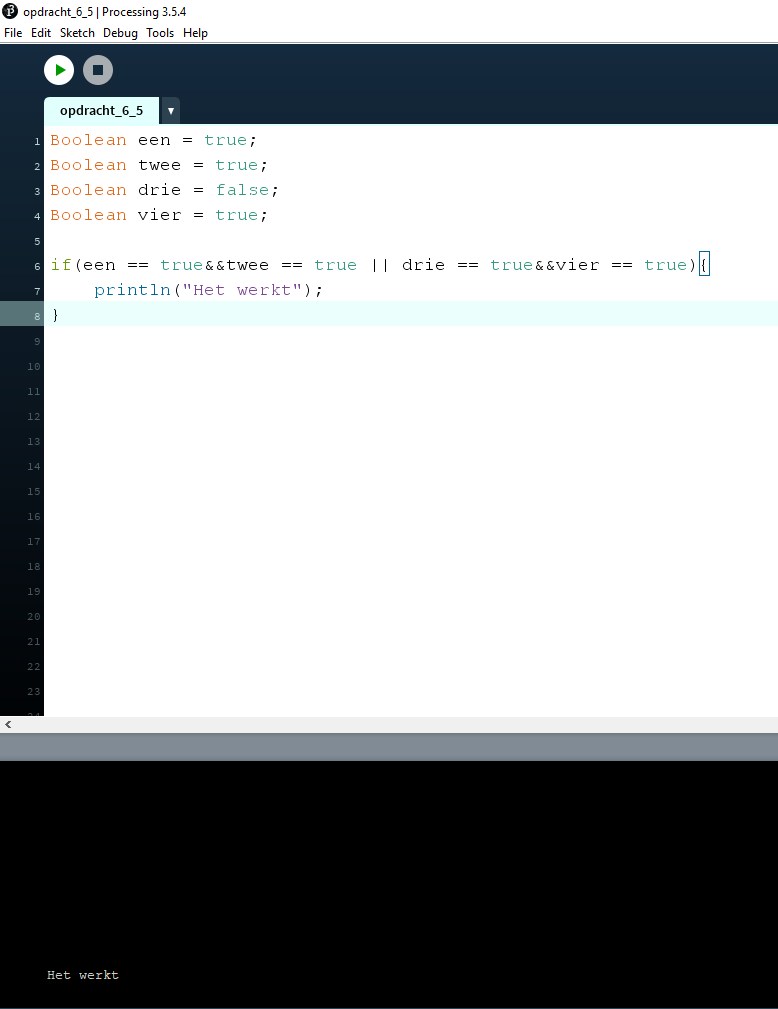 opdracht_6_5 | Processing 3.5.4
File Edit Sketch Debug Tools Help
opdracht_6_5 ▼
1 Boolean een = true;
2 Boolean twee = true;
3 Boolean drie = false;
4 Boolean vier = true;
5
6 if(een == true&&twee == true || drie == true&&vier == true){
7 println("Het werkt");
8 }
9
10
11
12
13
14
15
16
17
18
19
20
21
22
23
24
<
Het werkt